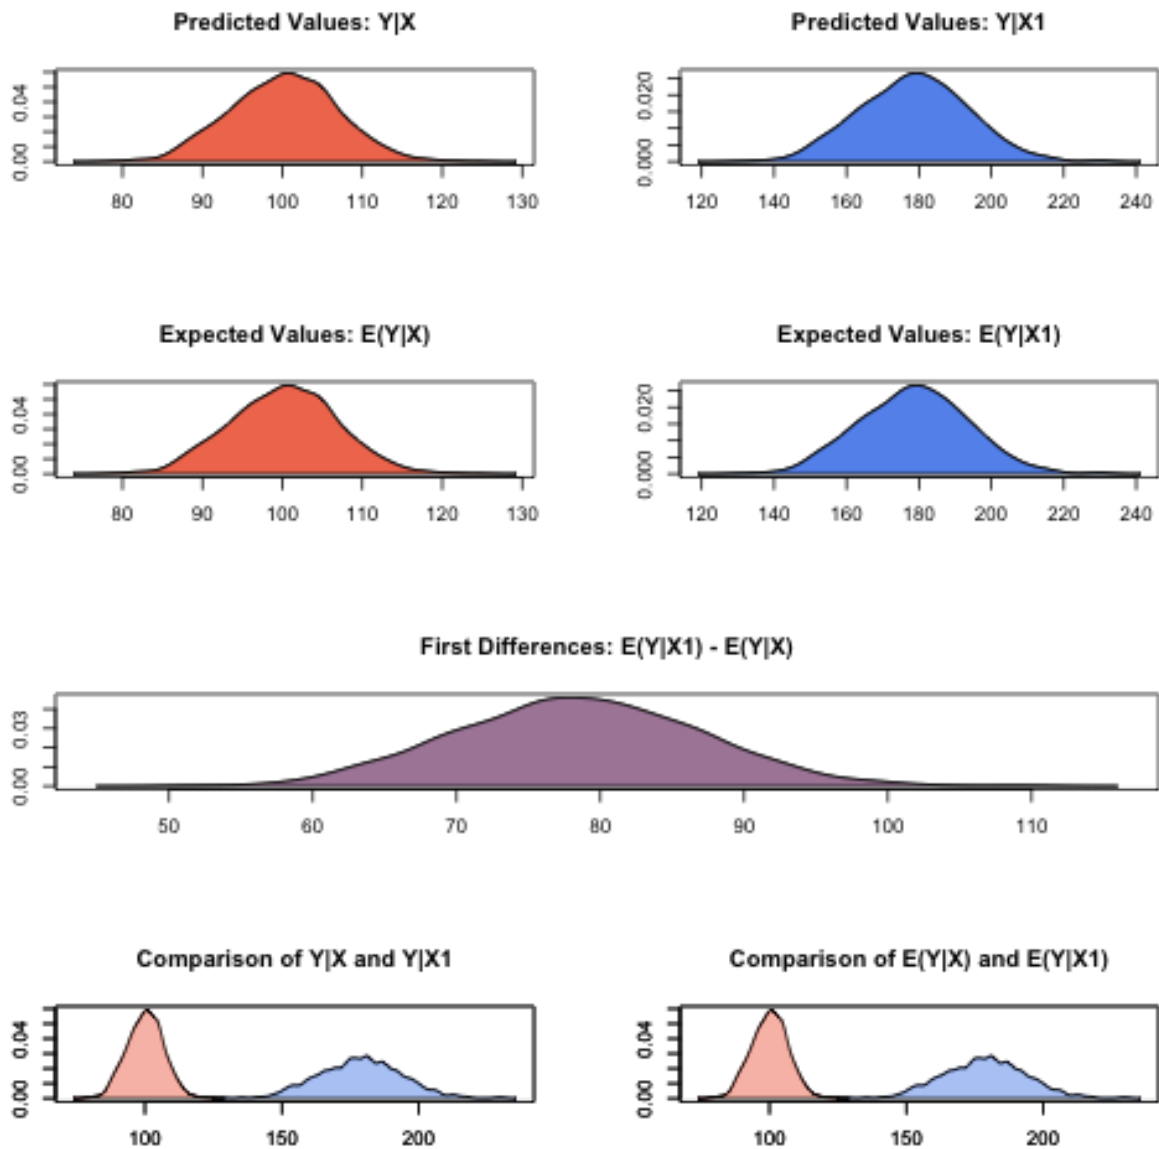 Predicted Values: Y|X
0.00 0.04
80 90 100 110 120 130
Predicted Values: Y|X1
0.000 0.020
120 140 160 180 200 220 240
Expected Values: E(Y|X)
0.00 0.04
80 90 100 110 120 130
Expected Values: E(Y|X1)
0.000 0.020
120 140 160 180 200 220 240
First Differences: E(Y|X1) - E(Y|X)
0.00 0.03
50 60 70 80 90 100 110
Comparison of Y|X and Y|X1
0.00 0.04
100 150 200
Comparison of E(Y|X) and E(Y|X1)
0.00 0.04
100 150 200